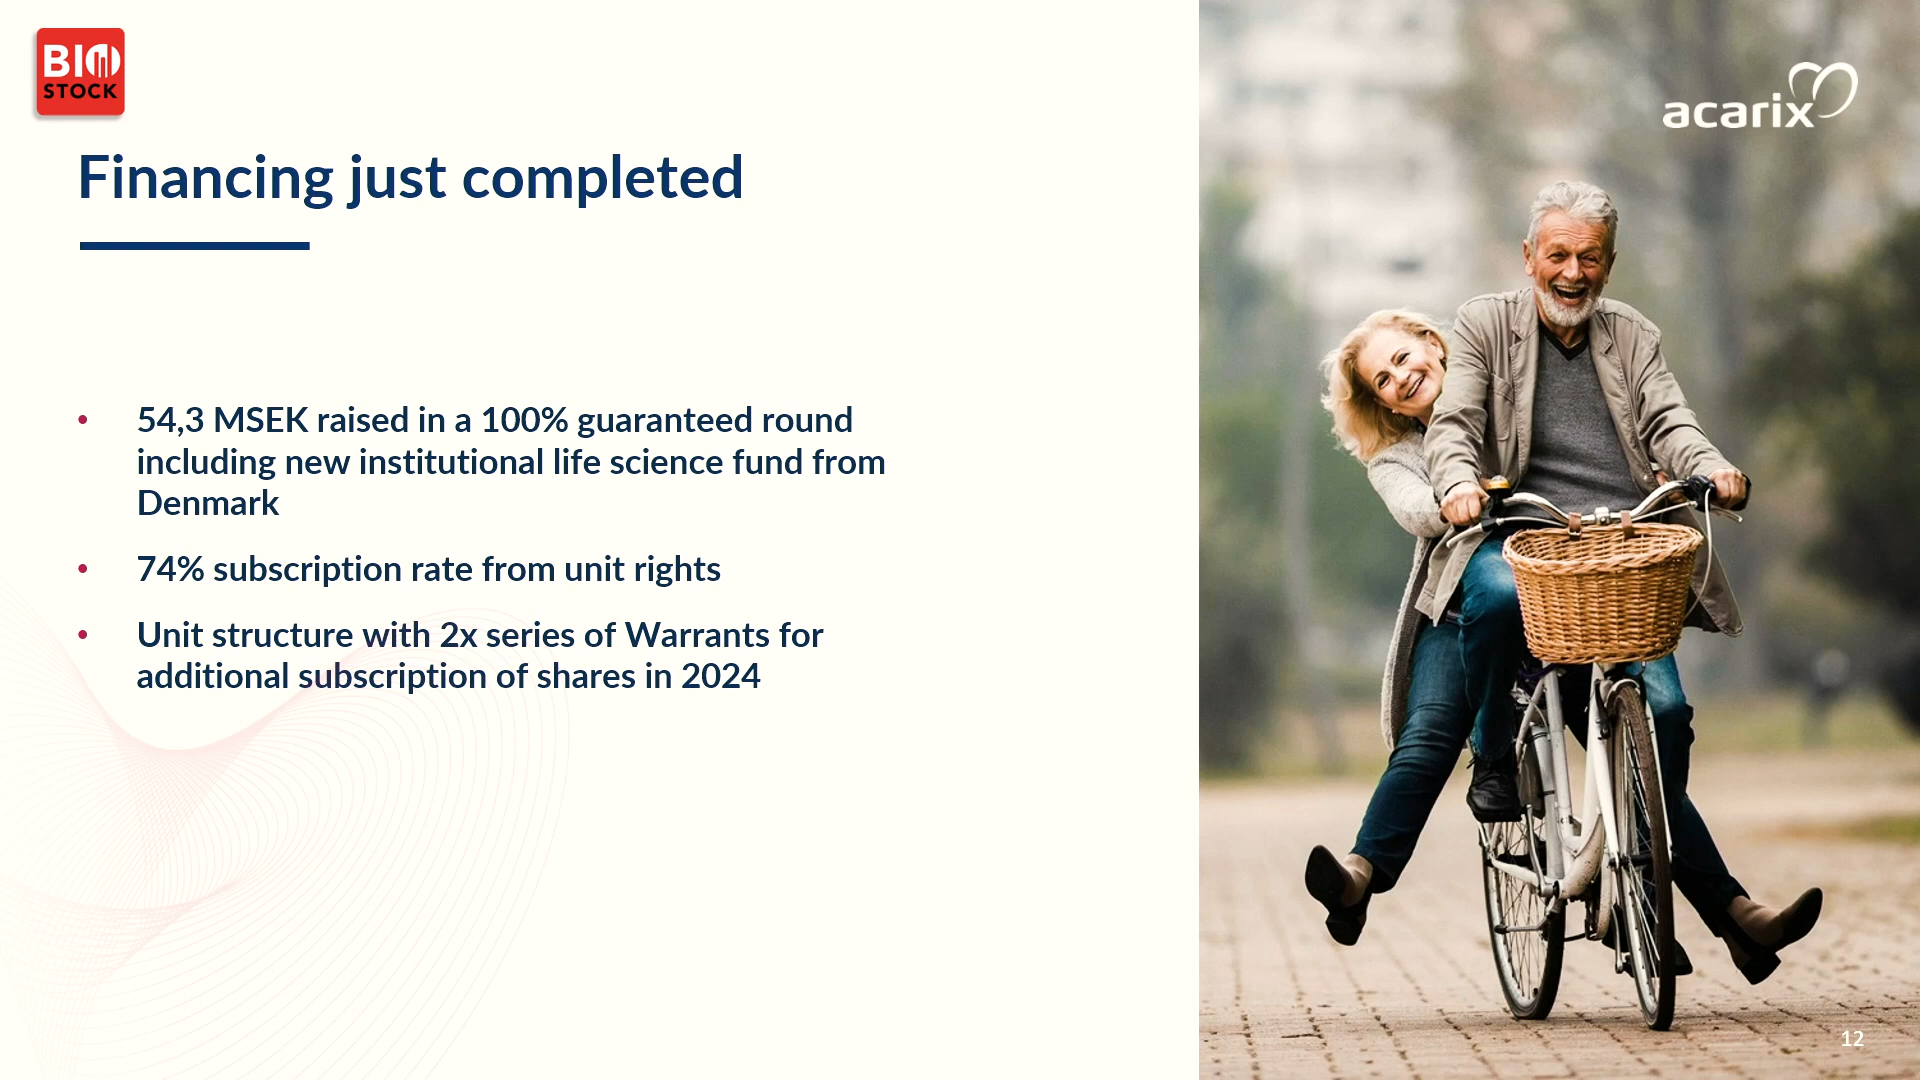 BIO
STOCK
acarix
Financing just completed
• 54,3 MSEK raised in a 100% guaranteed round
including new institutional life science fund from
Denmark
• 74% subscription rate from unit rights
• Unit structure with 2x series of Warrants for
additional subscription of shares in 2024
12